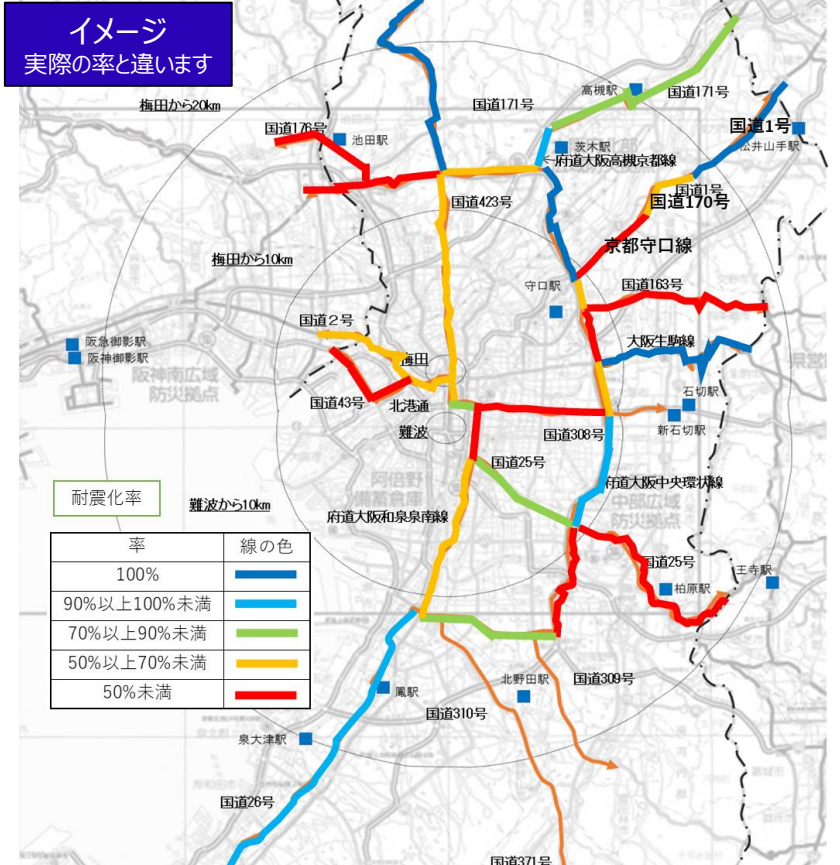 イメージ
実際の率と違います
梅田から20km
国道171号
高槻駅
国道171号
国道176号
池田駅
国道1号
松井山手駅
茨木駅
←府道大阪高槻京都線
国道423号
国道1号
国道170号
梅田から10km
京都守口線
守口駅
国道163号
国道2号
大阪生駒線
阪急御影駅
阪神御影駅
梅田
阪神南広域
防災拠点
石切駅
国道43号
北港通
新石切駅
難波
国道308号
国道25号
阿倍野
備蓄倉庫
府道大阪中央環状線
中部広域
防災拠点
耐震化率
難波から10km
府道大阪和泉泉南線
率
線の色
100%
90%以上100%未満
70%以上90%未満
50%以上70%未満
50%未満
国道25号
王寺駅
柏原駅
鳳駅
北野田駅
国道309号
国道310号
泉大津駅
国道26号
国道371号